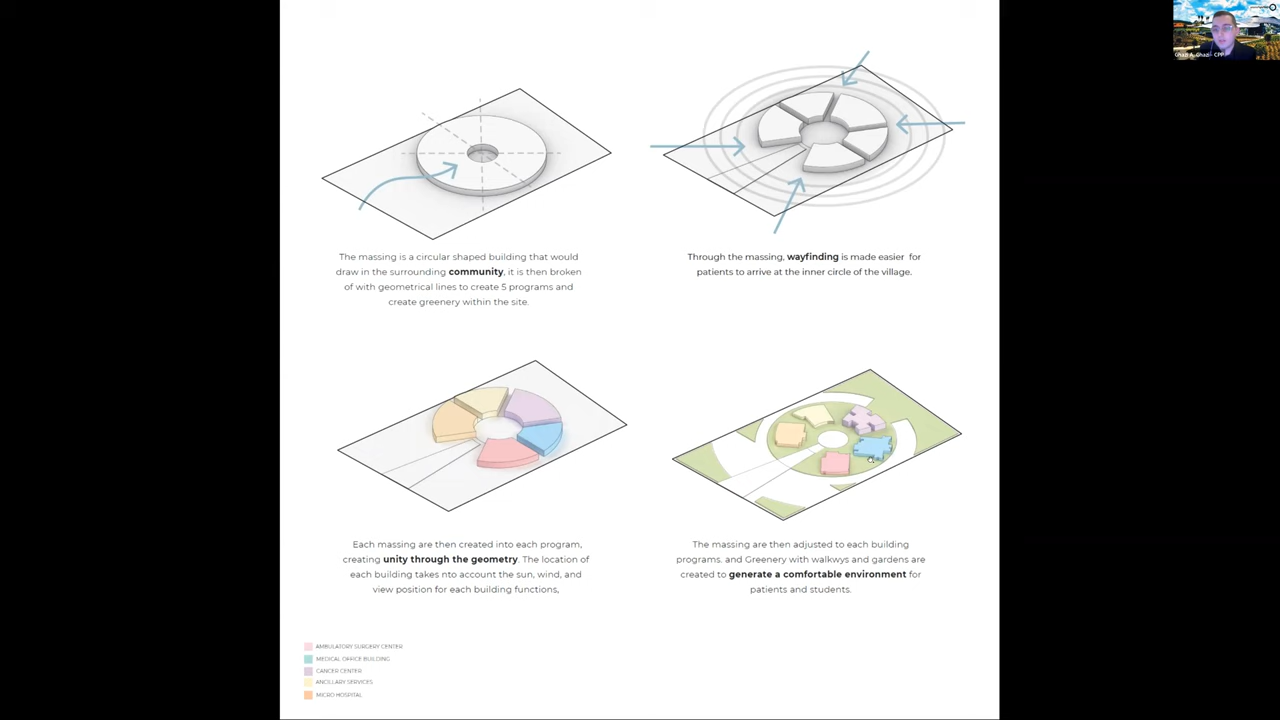 The massing is a circular shaped building that would
draw in the surrounding community, it is then broken
of with geometrical lines to create 5 programs and
create greenery within the site.
Through the massing, wayfinding is made easier for
patients to arrive at the inner circle of the village.
Each massing are then created into each program,
creating unity through the geometry. The location of
each building takes nto account the sun, wind, and
view position for each building functions,
The massing are then adjusted to each building
programs. and Greenery with walkwys and gardens are
created to generate a comfortable environment for
patients and students.
AMBULATORY SURGERY CENTER
MEDICAL OFFICE BUILDING
CANCER CENTER
ANCILLARY SERVICES
MICRO HOSPITAL
Ghazi A. Ghazi - CPP